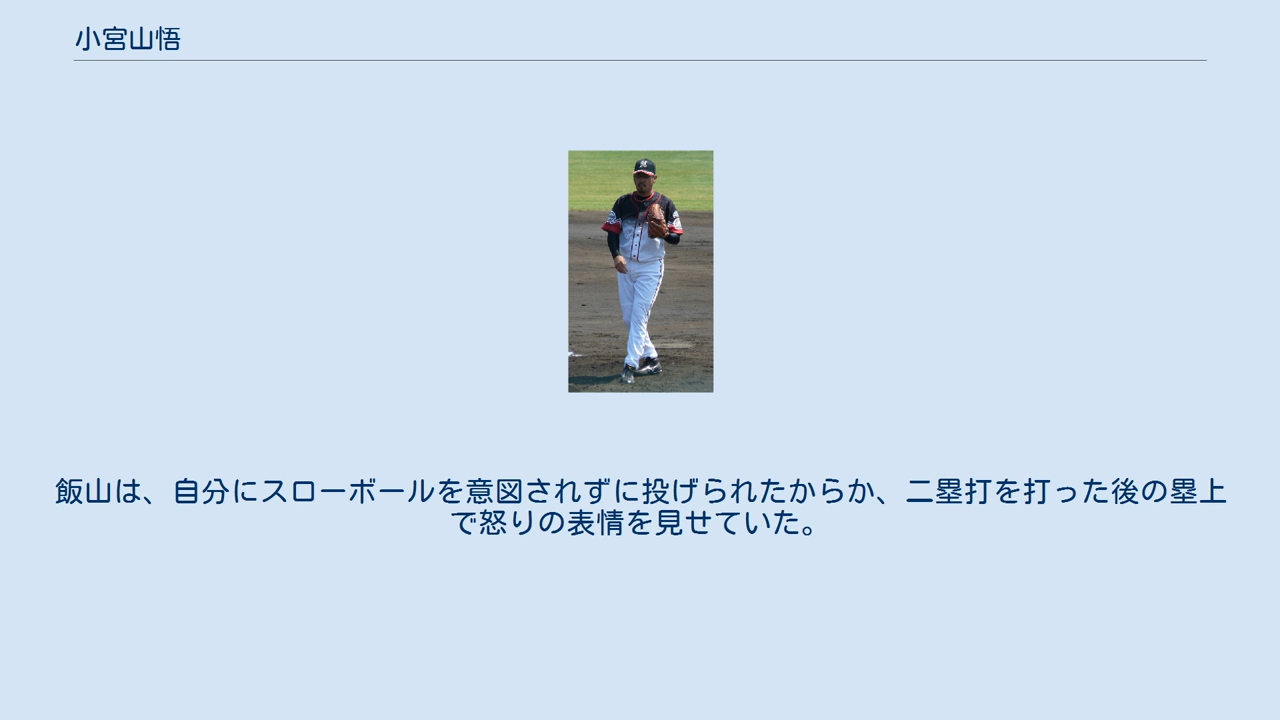 小宮山悟
飯山は、自分にスローボールを意図されずに投げられたからか、二塁打を打った後の塁上
で怒りの表情を見せていた。